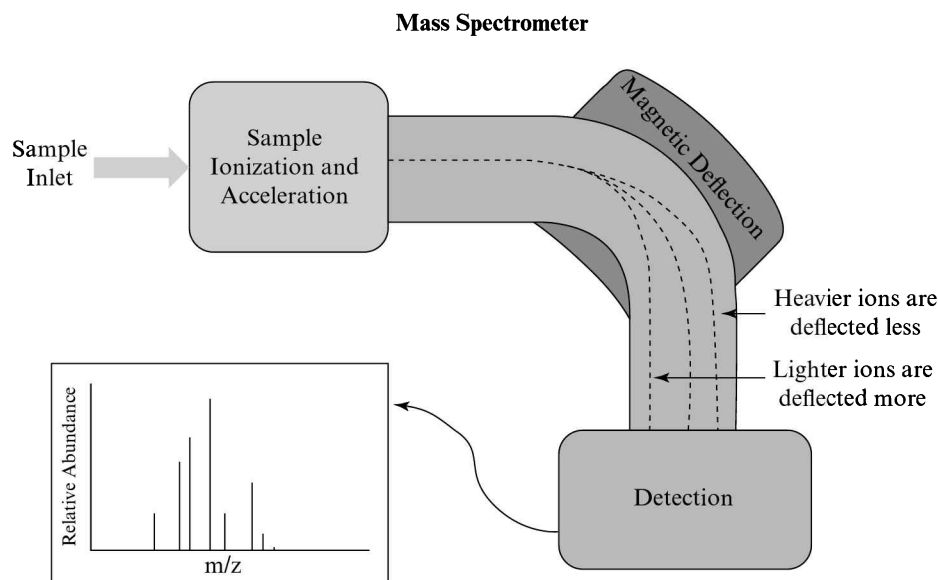 Mass Spectrometer
Sample
Inlet
Sample
Ionization and
Acceleration
Magnetic Deflection
Heavier ions are
deflected less
Lighter ions are
deflected more
Detection
Relative Abundance
m/z